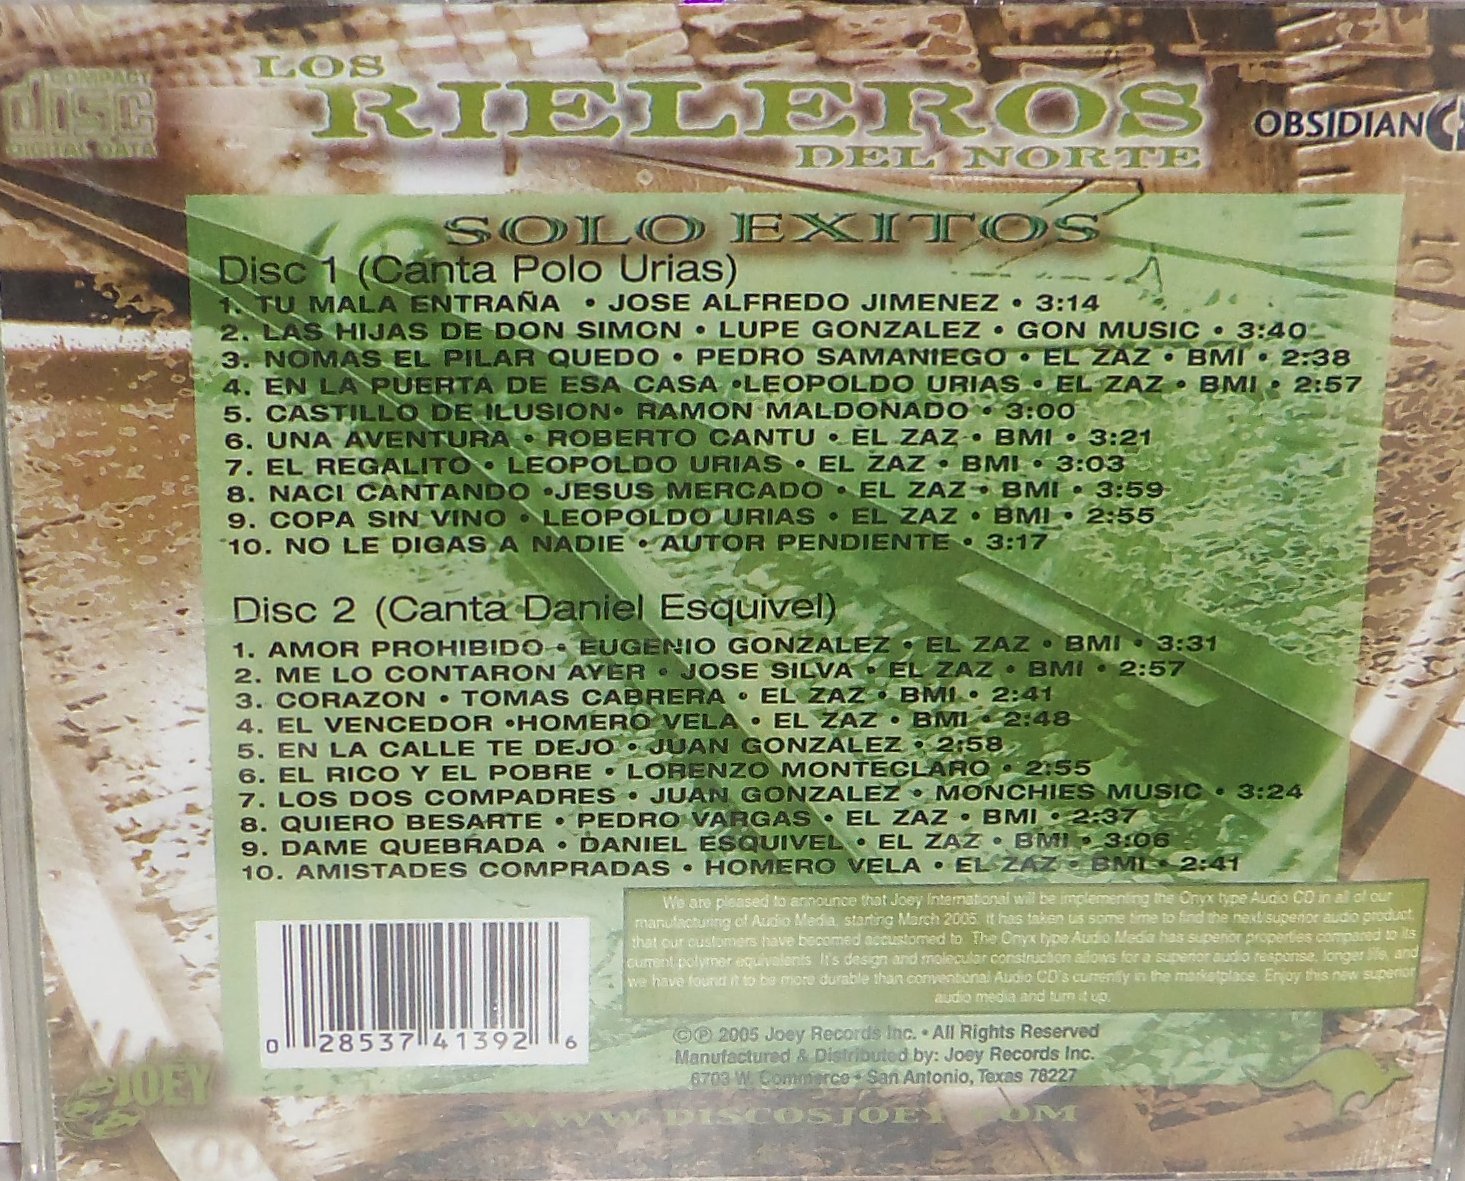 COMPACT
disc
DIGITAL DATA
LOS
RIELEROS
DEL NORTE
OBSIDIAN
SOLO EXITOS
Disc 1 (Canta Polo Urias)
1. TU MALA ENTRAÑA • JOSE ALFREDO JIMENEZ • 3:14
2. LAS HIJAS DE DON SIMON • LUPE GONZALEZ • GON MUSIC • 3:40
3. NOMAS EL PILAR QUEDO • PEDRO SAMANIEGO • EL ZAZ • BMI • 2:38
4. EN LA PUERTA DE ESA CASA •LEOPOLDO URIAS • EL ZAZ • BMI • 2:57
5. CASTILLO DE ILUSION• RAMON MALDONADO • 3:00
6. UNA AVENTURA • ROBERTO CANTU • EL ZAZ • BMI • 3:21
7. EL REGALITO • LEOPOLDO URIAS • EL ZAZ • BMI • 3:03
8. NACI CANTANDO •JESUS MERCADO • EL ZAZ • BMI • 3:59
9. COPA SIN VINO • LEOPOLDO URIAS • EL ZAZ • BMI • 2:55
10. NO LE DIGAS A NADIE • AUTOR PENDIENTE • 3:17
Disc 2 (Canta Daniel Esquivel)
1. AMOR PROHIBIDO • EUGENIO GONZALEZ • EL ZAZ • BMI • 3:31
2. ME LO CONTARON AYER • JOSE SILVA • EL ZAZ • BMI • 2:57
3. CORAZON • TOMAS CABRERA • EL ZAZ • BMI • 2:41
4. EL VENCEDOR •HOMERO VELA • EL ZAZ • BMI • 2:48
5. EN LA CALLE TE DEJO • JUAN GONZALEZ • 2:58
6. EL RICO Y EL POBRE • LORENZO MONTECLARO • 2:55
7. LOS DOS COMPADRES • JUAN GONZALEZ • MONCHIES MUSIC • 3:24
8. QUIERO BESARTE • PEDRO VARGAS • EL ZAZ • BMI • 2:37
9. DAME QUEBRADA • DANIEL ESQUIVEL • EL ZAZ • BMI • 3:06
10. AMISTADES COMPRADAS • HOMERO VELA • EL ZAZ • BMI • 2:41
We are pleased to announce that Joey International will be implementing the Onyx type Audio CD in all of our
manufacturing of Audio Media, starting March 2005. It has taken us some time to find the next superior audio product,
that our customers have becomed accustomed to. The Onyx type Audio Media has superior properties compared to its
current polymer equivalents. It's design and molecular construction allows for a superior audio response, longer life, and
we have found it to be more durable than conventional Audio CD's currently in the marketplace. Enjoy this new superior
audio media and turn it up.
0 28537 41392 6
©℗ 2005 Joey Records Inc. • All Rights Reserved
Manufactured & Distributed by: Joey Records Inc.
6703 W. Commerce • San Antonio, Texas 78227
JOEY
WWW.DISCOSJOEY.COM